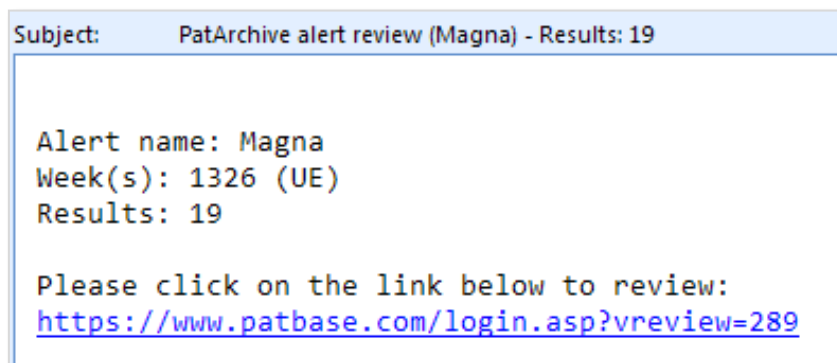 Subject: PatArchive alert review (Magna) - Results: 19
Alert name: Magna
Week(s): 1326 (UE)
Results: 19
Please click on the link below to review:
https://www.patbase.com/login.asp?vreview=289